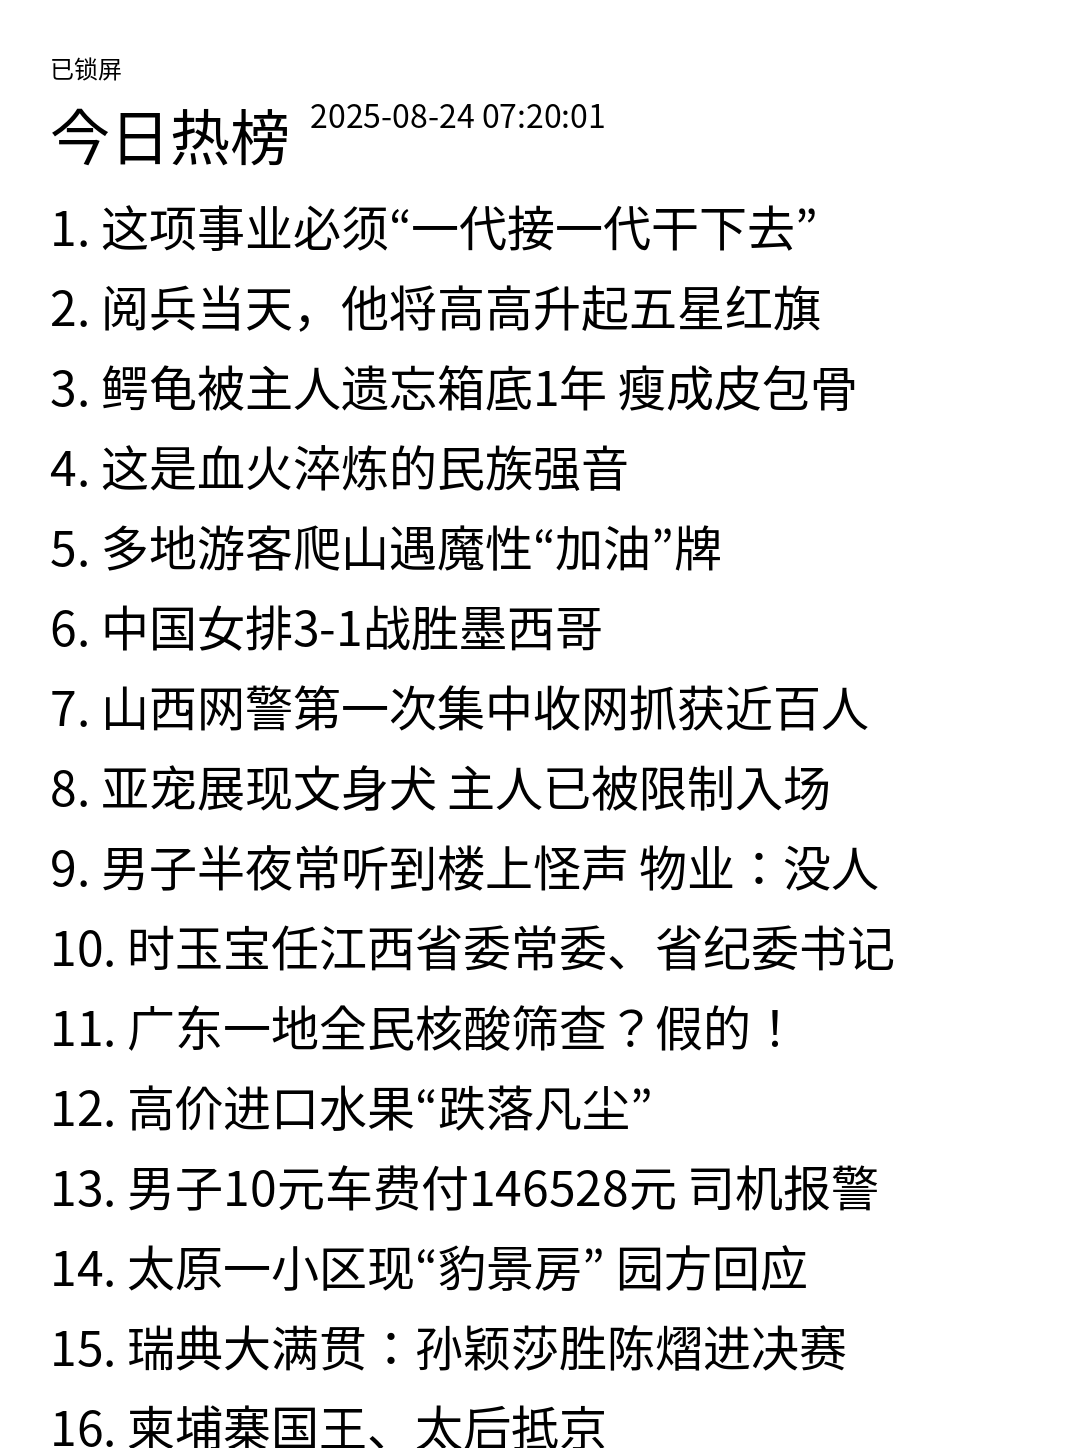 已锁屏
今日热榜 2025-08-24 07:20:01
1. 这项事业必须“一代接一代干下去”
2. 阅兵当天，他将高高升起五星红旗
3. 鳄龟被主人遗忘箱底1年 瘦成皮包骨
4. 这是血火淬炼的民族强音
5. 多地游客爬山遇魔性“加油”牌
6. 中国女排3-1战胜墨西哥
7. 山西网警第一次集中收网抓获近百人
8. 亚宠展现文身犬 主人已被限制入场
9. 男子半夜常听到楼上怪声 物业：没人
10. 时玉宝任江西省委常委、省纪委书记
11. 广东一地全民核酸筛查？假的！
12. 高价进口水果“跌落凡尘”
13. 男子10元车费付146528元 司机报警
14. 太原一小区现“豹景房” 园方回应
15. 瑞典大满贯：孙颖莎胜陈熠进决赛
16. 柬埔寨国王、太后抵京